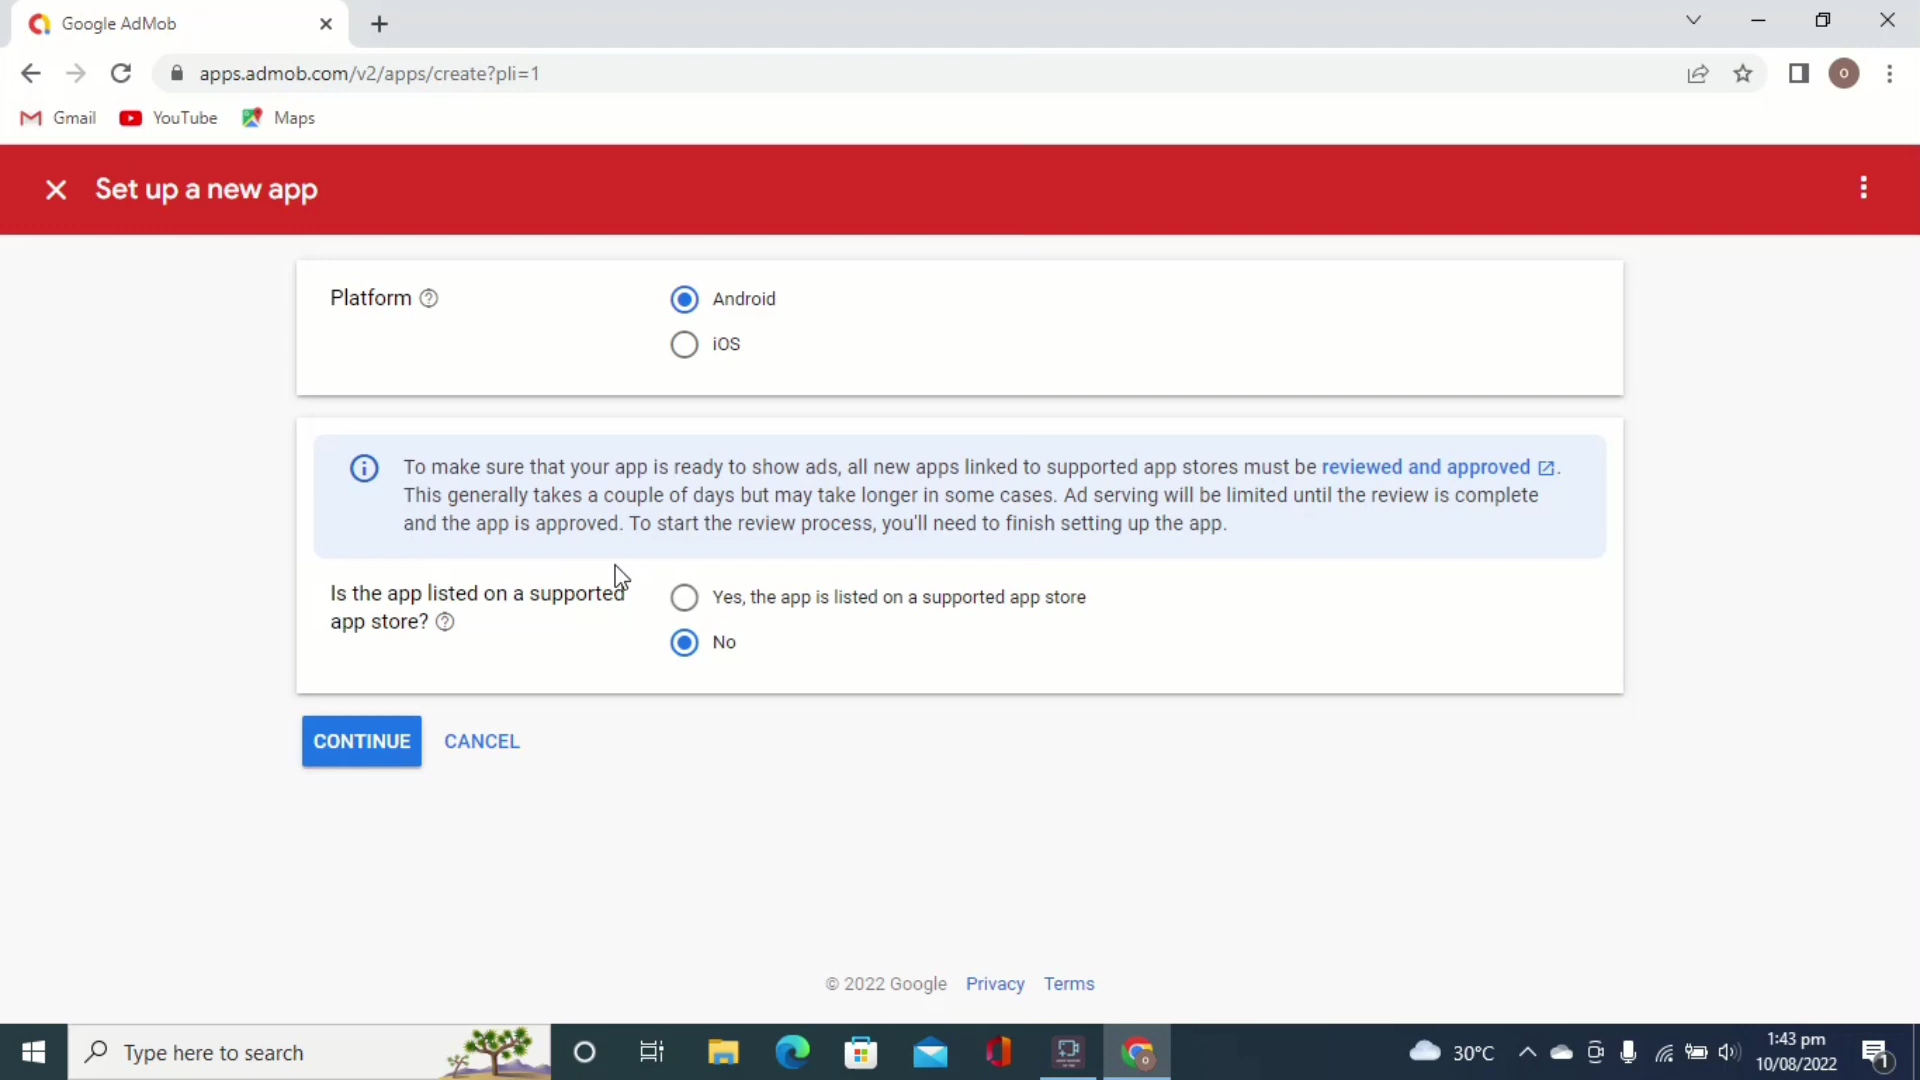 Google AdMob
apps.admob.com/v2/apps/create?pli=1
O
Gmail YouTube Maps
Set up a new app
Platform
Android
iOS
To make sure that your app is ready to show ads, all new apps linked to supported app stores must be reviewed and approved.
This generally takes a couple of days but may take longer in some cases. Ad serving will be limited until the review is complete
and the app is approved. To start the review process, you'll need to finish setting up the app.
Is the app listed on a supported
app store?
Yes, the app is listed on a supported app store
No
CONTINUE CANCEL
© 2022 Google Privacy Terms
Type here to search
30°C
1:43 pm
10/08/2022
1